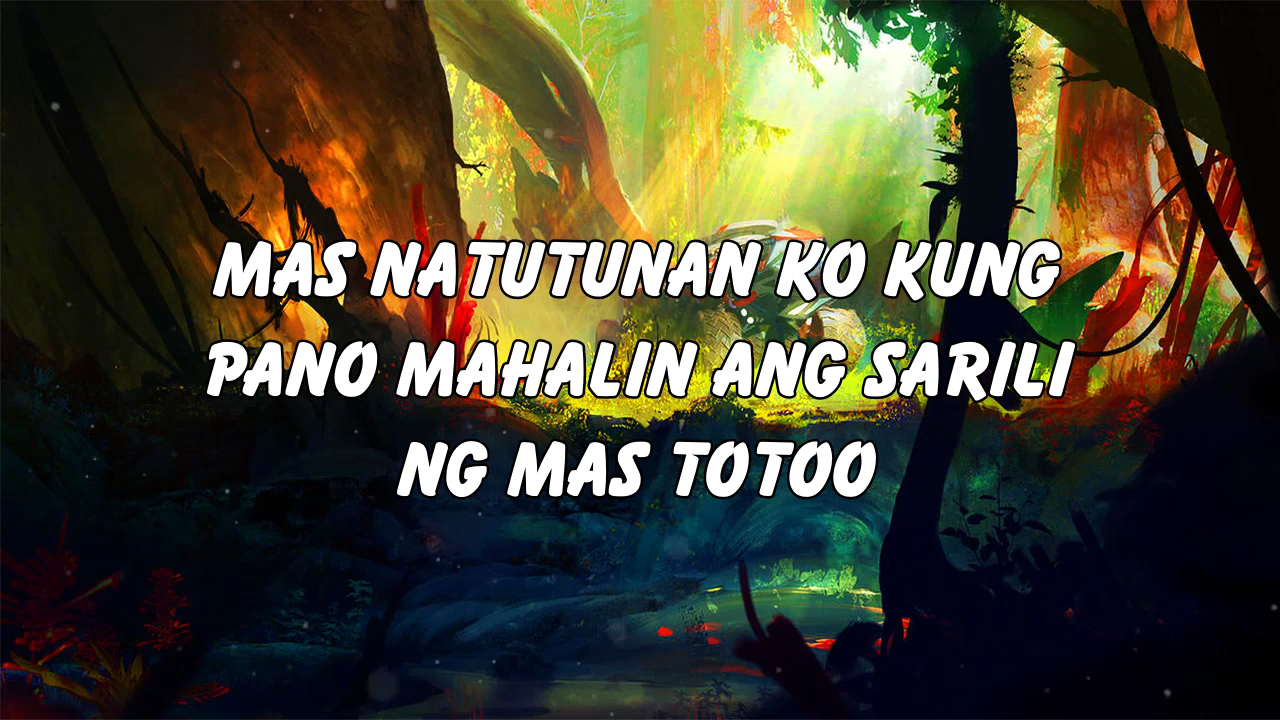 MAS NATUTUNAN KO KUNG
PANO MAHALIN ANG SARILI
NG MAS TOTOO